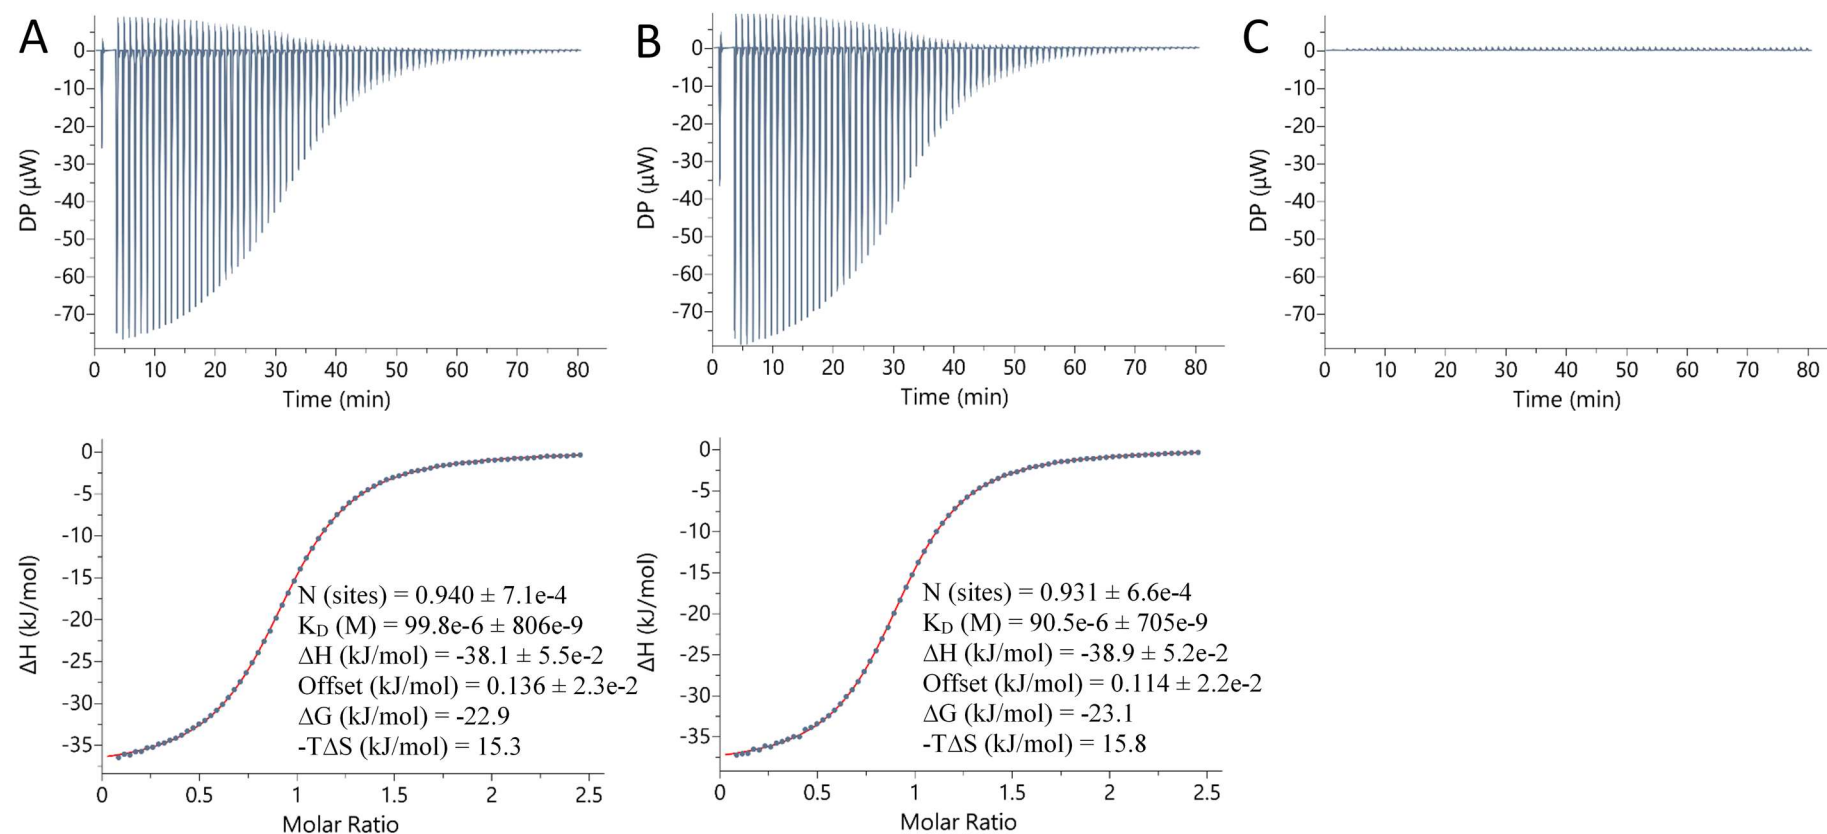 A
0
-10
-20
-30
-40
-50
-60
-70
DP (µW)
0 10 20 30 40 50 60 70 80
Time (min)
B
0
-10
-20
-30
-40
-50
-60
-70
DP (µW)
0 10 20 30 40 50 60 70 80
Time (min)
C
0
-10
-20
-30
-40
-50
-60
-70
DP (µW)
0 10 20 30 40 50 60 70 80
Time (min)
0
-5
-10
-15
-20
-25
-30
-35
ΔH (kJ/mol)
N (sites) = 0.940 ± 7.1e-4
K_D (M) = 99.8e-6 ± 806e-9
ΔH (kJ/mol) = -38.1 ± 5.5e-2
Offset (kJ/mol) = 0.136 ± 2.3e-2
ΔG (kJ/mol) = -22.9
-TΔS (kJ/mol) = 15.3
0 0.5 1 1.5 2 2.5
Molar Ratio
0
-5
-10
-15
-20
-25
-30
-35
ΔH (kJ/mol)
N (sites) = 0.931 ± 6.6e-4
K_D (M) = 90.5e-6 ± 705e-9
ΔH (kJ/mol) = -38.9 ± 5.2e-2
Offset (kJ/mol) = 0.114 ± 2.2e-2
ΔG (kJ/mol) = -23.1
-TΔS (kJ/mol) = 15.8
0 0.5 1 1.5 2 2.5
Molar Ratio